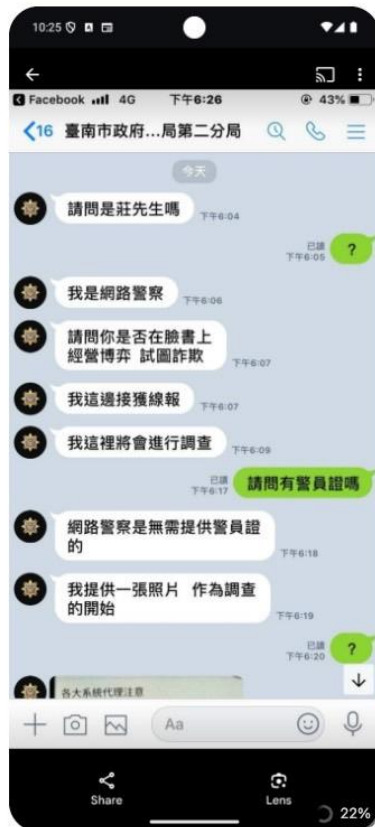 10:25
Facebook 4G 下午6:26 43%
16 臺南市政府...局第二分局
今天
請問是莊先生嗎
下午6:04
已讀
下午6:05
?
我是網路警察
下午6:06
請問你是否在臉書上
經營博弈 試圖詐欺
下午6:07
我這邊接獲線報
下午6:07
我這裡將會進行調查
下午6:09
已讀
下午6:17
請問有警員證嗎
網路警察是無需提供警員證
的
下午6:18
我提供一張照片 作為調查
的開始
下午6:19
已讀
下午6:20
?
各大系統代理注意
Aa
Share
Lens
22%